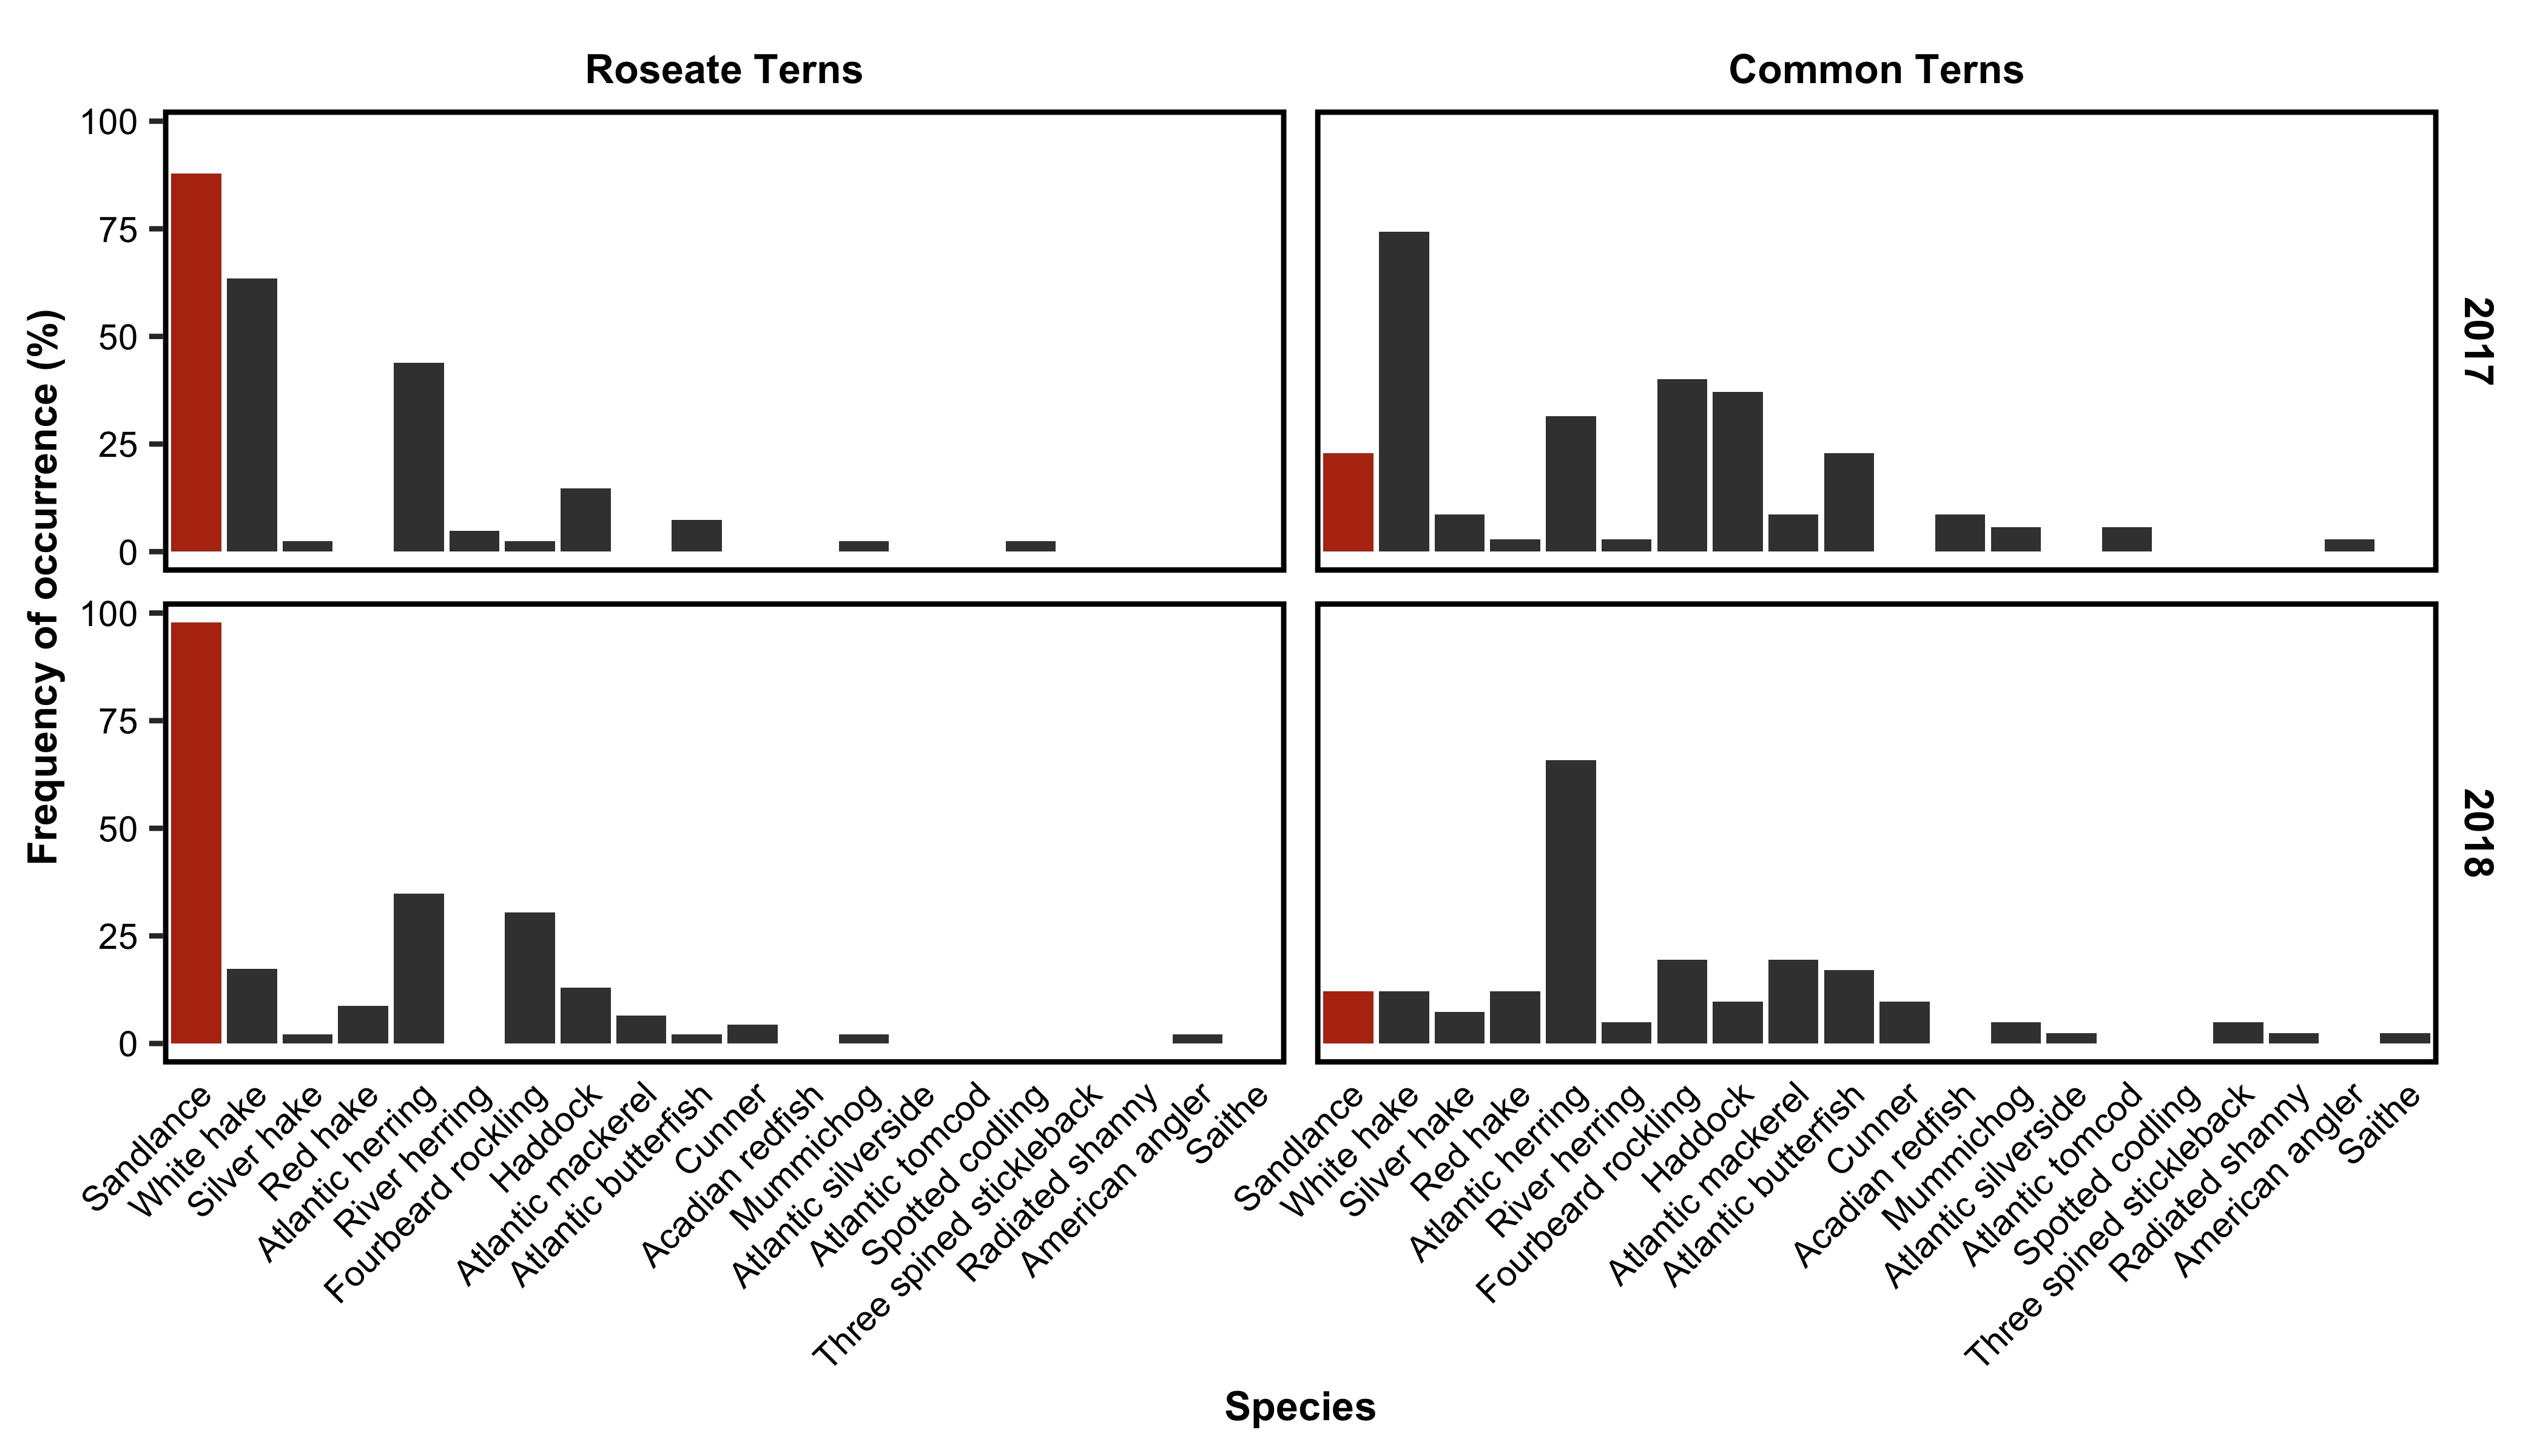 Roseate Terns
Common Terns
Frequency of occurrence (%)
100
75
50
25
0
2017
100
75
50
25
0
2018
Sandlance
White hake
Silver hake
Red hake
Atlantic herring
River herring
Fourbeard rockling
Haddock
Atlantic mackerel
Atlantic butterfish
Cunner
Acadian redfish
Mummichog
Atlantic silverside
Atlantic tomcod
Spotted codling
Three spined stickleback
Radiated shanny
American angler
Saithe
Sandlance
White hake
Silver hake
Red hake
Atlantic herring
River herring
Fourbeard rockling
Haddock
Atlantic mackerel
Atlantic butterfish
Cunner
Acadian redfish
Mummichog
Atlantic silverside
Atlantic tomcod
Spotted codling
Three spined stickleback
Radiated shanny
American angler
Saithe
Species